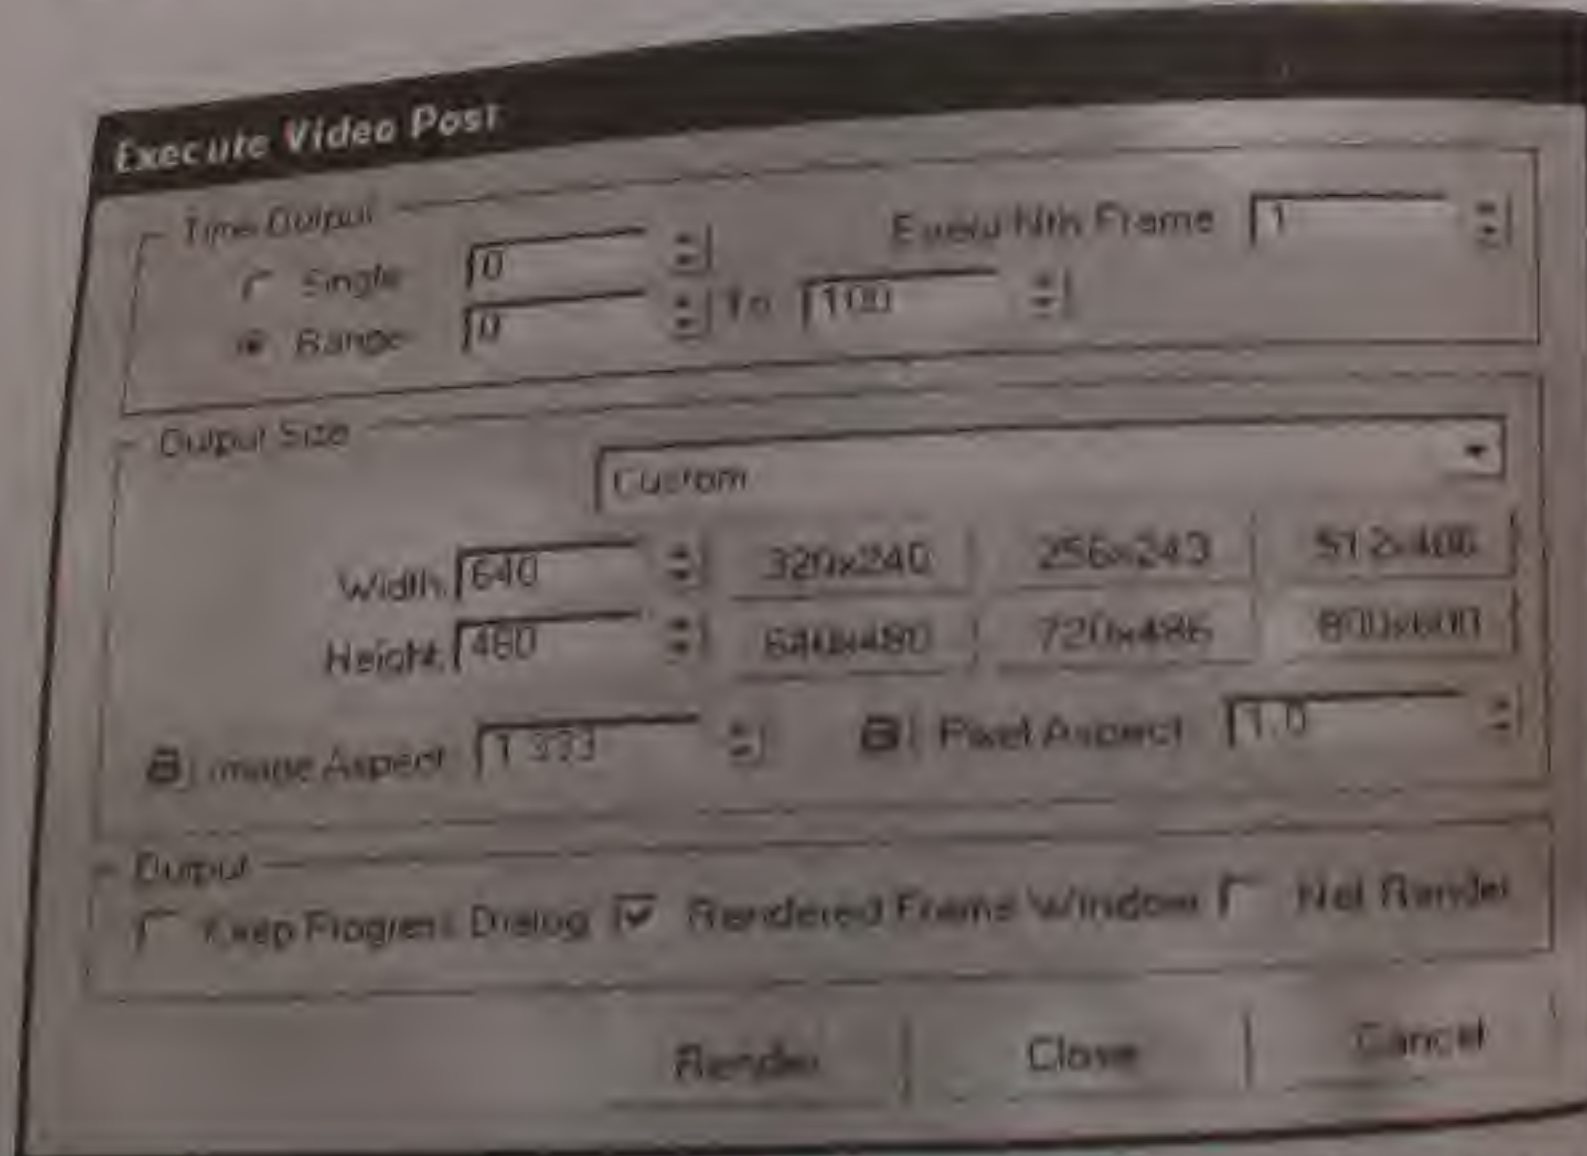 Execute Video Post
Time Output
Single 0 Every Nth Frame 1
Range 0 To 100
Output Size
Custom
Width: 640 320x240 256x243 512x486
Height: 480 640x480 720x486 800x600
Image Aspect 1.333 Pixel Aspect 1.0
Output
Keep Progress Dialog Rendered Frame Window Net Render
Render Close Cancel